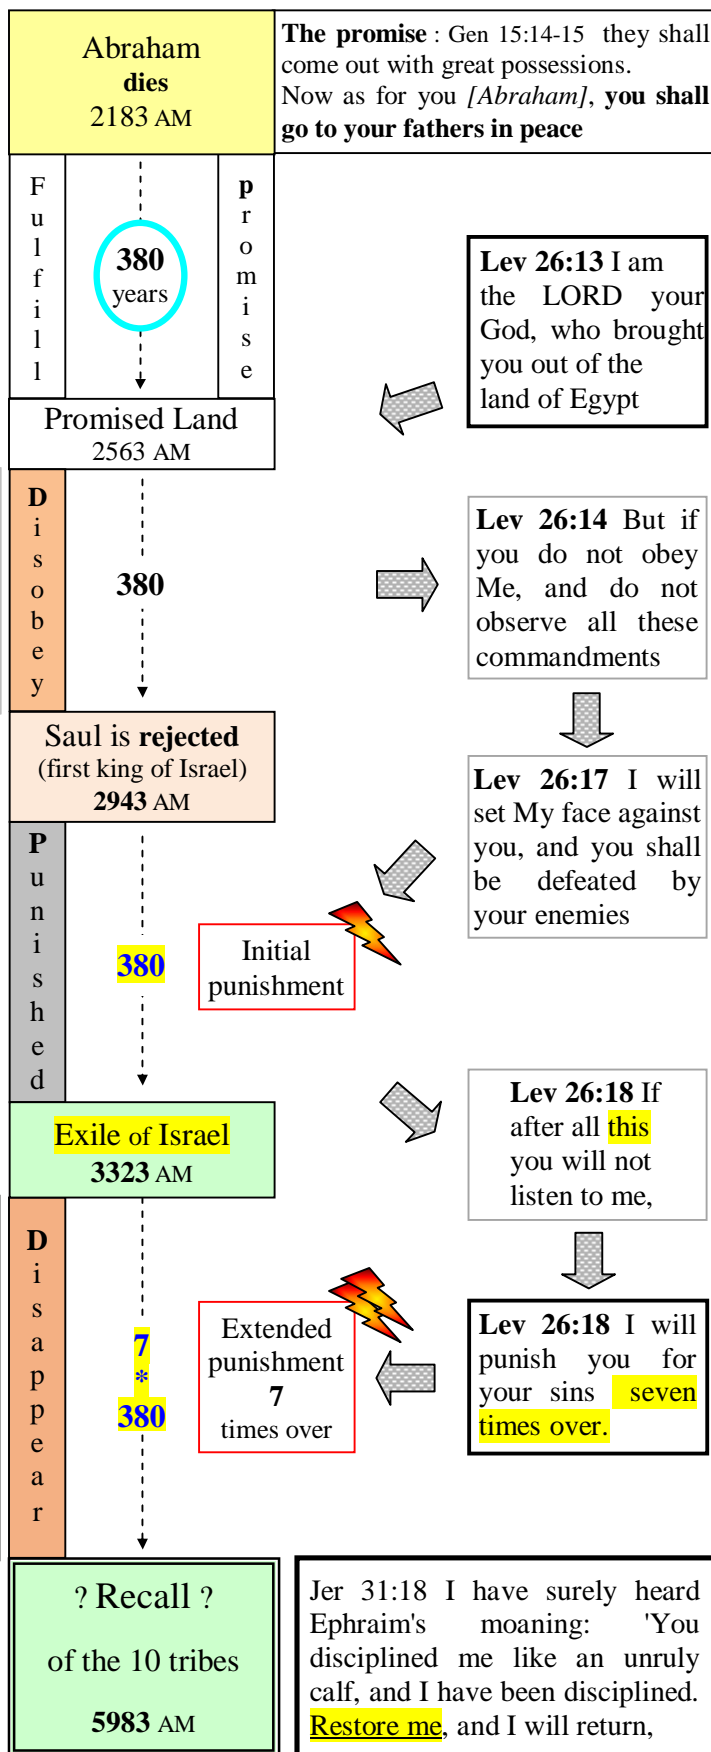 Abraham
dies
2183 AM
The promise : Gen 15:14-15 they shall
come out with great possessions.
Now as for you [Abraham], you shall
go to your fathers in peace
Fulfill
380
years
promise
Lev 26:13 I am
the LORD your
God, who brought
you out of the
land of Egypt
Promised Land
2563 AM
Disobey
380
Lev 26:14 But if
you do not obey
Me, and do not
observe all these
commandments
Saul is rejected
(first king of Israel)
2943 AM
Lev 26:17 I will
set My face against
you, and you shall
be defeated by
your enemies
Punished
380
Initial
punishment
Exile of Israel
3323 AM
Lev 26:18 If
after all this
you will not
listen to me,
Disappear
7
*
380
Extended
punishment
7
times over
Lev 26:18 I will
punish you for
your sins seven
times over.
? Recall ?
of the 10 tribes
5983 AM
Jer 31:18 I have surely heard
Ephraim's moaning: 'You
disciplined me like an unruly
calf, and I have been disciplined.
Restore me, and I will return,